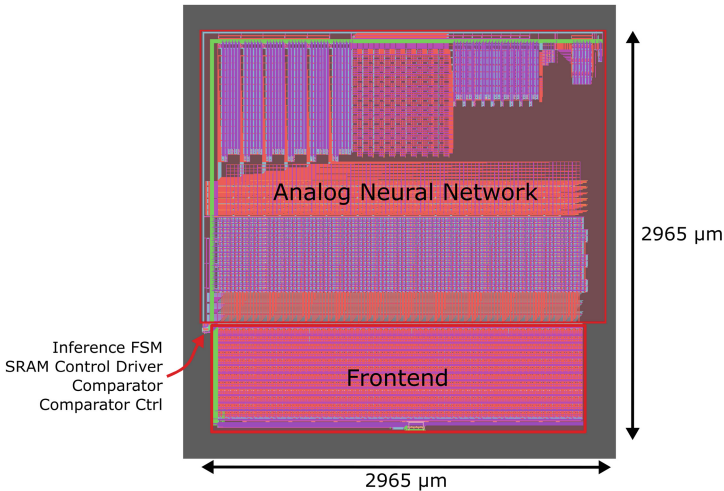 Analog Neural Network
2965 μm
Inference FSM
SRAM Control Driver
Comparator
Comparator Ctrl
Frontend
2965 μm